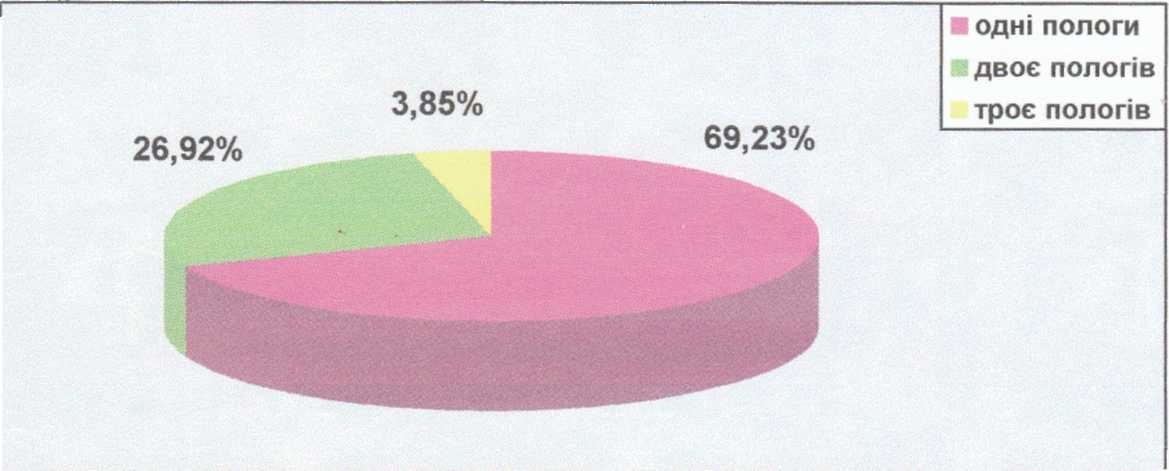 одні пологи
двоє пологів
троє пологів
3,85%
26,92%
69,23%